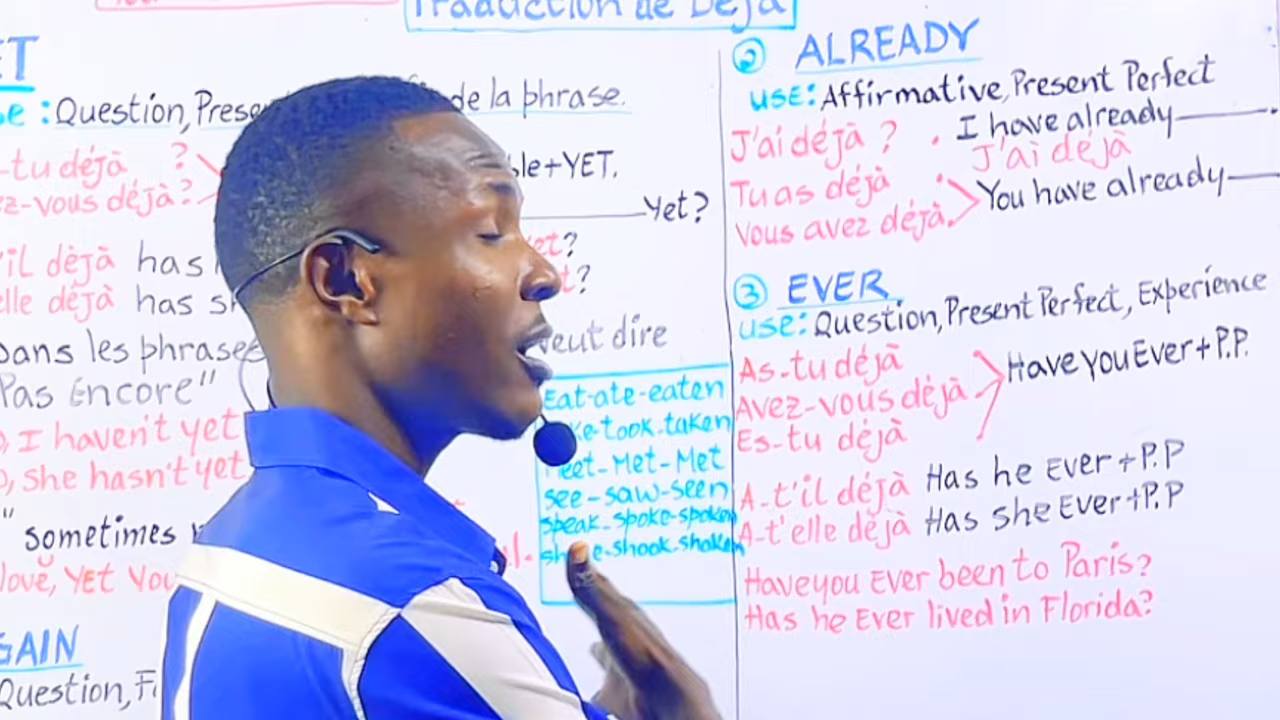 Traduction de Déjà
ET
e : Question, Prese de la phrase.
-tu déjà ?
ez-vous déjà?
le+YET.
Yet?
'il déjà has
et?
elle déjà has sh
t?
Dans les phrases veut dire
Pas Encore"
, I haven't yet
, She hasn't yet
" sometimes
love, YET You
l.
GAIN
Question, F
Eat-ate-eaten
ke-took.taken
eet-Met-Met
see-saw-seen
speak-spoke-spoken
sh e-shook.shaken
② ALREADY
use: Affirmative, Present Perfect
J'ai déjà ? . I have already
J'ai déjà
Tu as déjà
You have already
Vous avez déjà.
③ EVER
use: Question, Present Perfect, Experience
As-tu déjà
Have you Ever + P.P.
Avez-vous déjà
Es-tu déjà
A-t'il déjà Has he Ever + P.P
A-t'elle déjà Has she Ever + P.P
Have you Ever been to Paris?
Has he Ever lived in Florida?